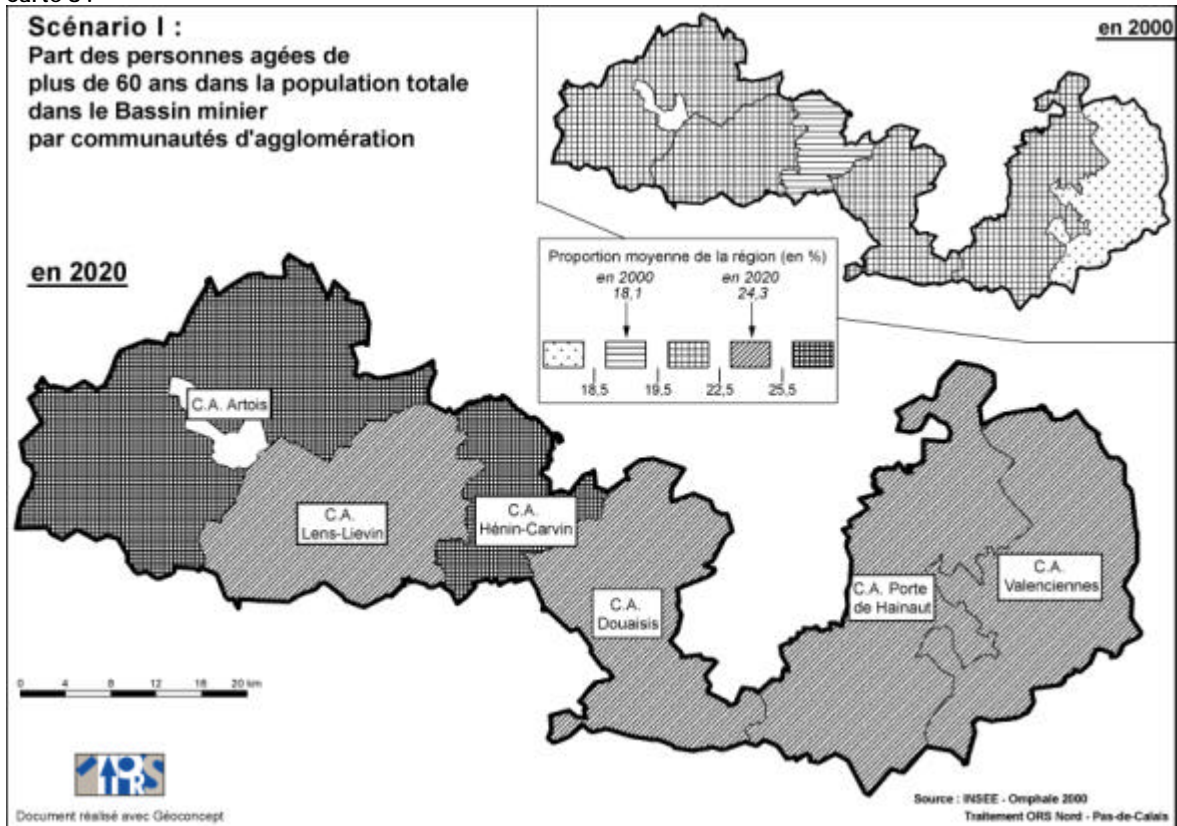 Scénario I :
Part des personnes agées de
plus de 60 ans dans la population totale
dans le Bassin minier
par communautés d'agglomération
en 2000
Proportion moyenne de la région (en %)
en 2000 en 2020
18,1 24,3
18,5 19,5 22,5 25,5
en 2020
C.A. Artois
C.A.
Lens-Lievin
C.A.
Hénin-Carvin
C.A.
Douaisis
C.A. Porte
de Hainaut
C.A.
Valenciennes
0 4 8 12 16 20 km
Document réalisé avec Géoconcept
Source : INSEE - Omphale 2000
Traitement ORS Nord - Pas-de-Calais